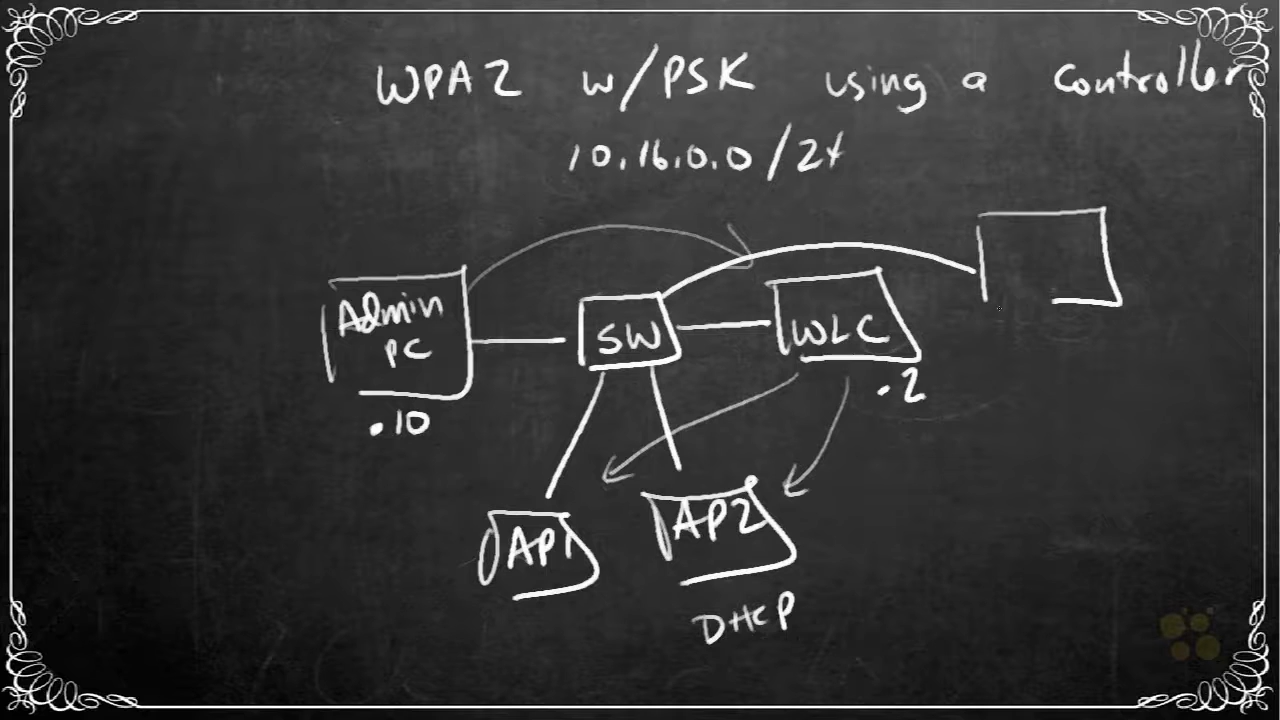 WPA2 w/PSK using a controller
10.16.0.0/24
Admin
PC
SW
WLC
.10
.2
AP1
AP2
DHCP